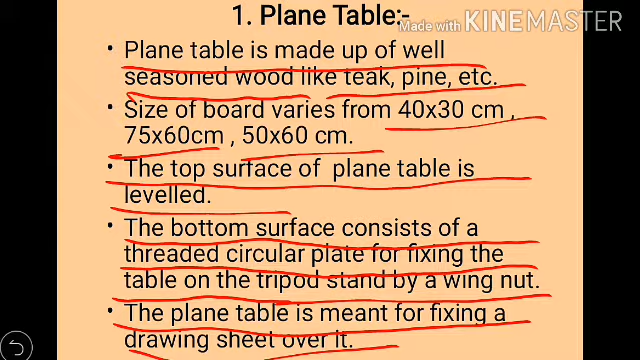 1. Plane Table:-
Made with KINEMASTER
• Plane table is made up of well
seasoned wood like teak, pine, etc.
• Size of board varies from 40x30 cm ,
75x60cm , 50x60 cm.
• The top surface of plane table is
levelled.
• The bottom surface consists of a
threaded circular plate for fixing the
table on the tripod stand by a wing nut.
• The plane table is meant for fixing a
drawing sheet over it.